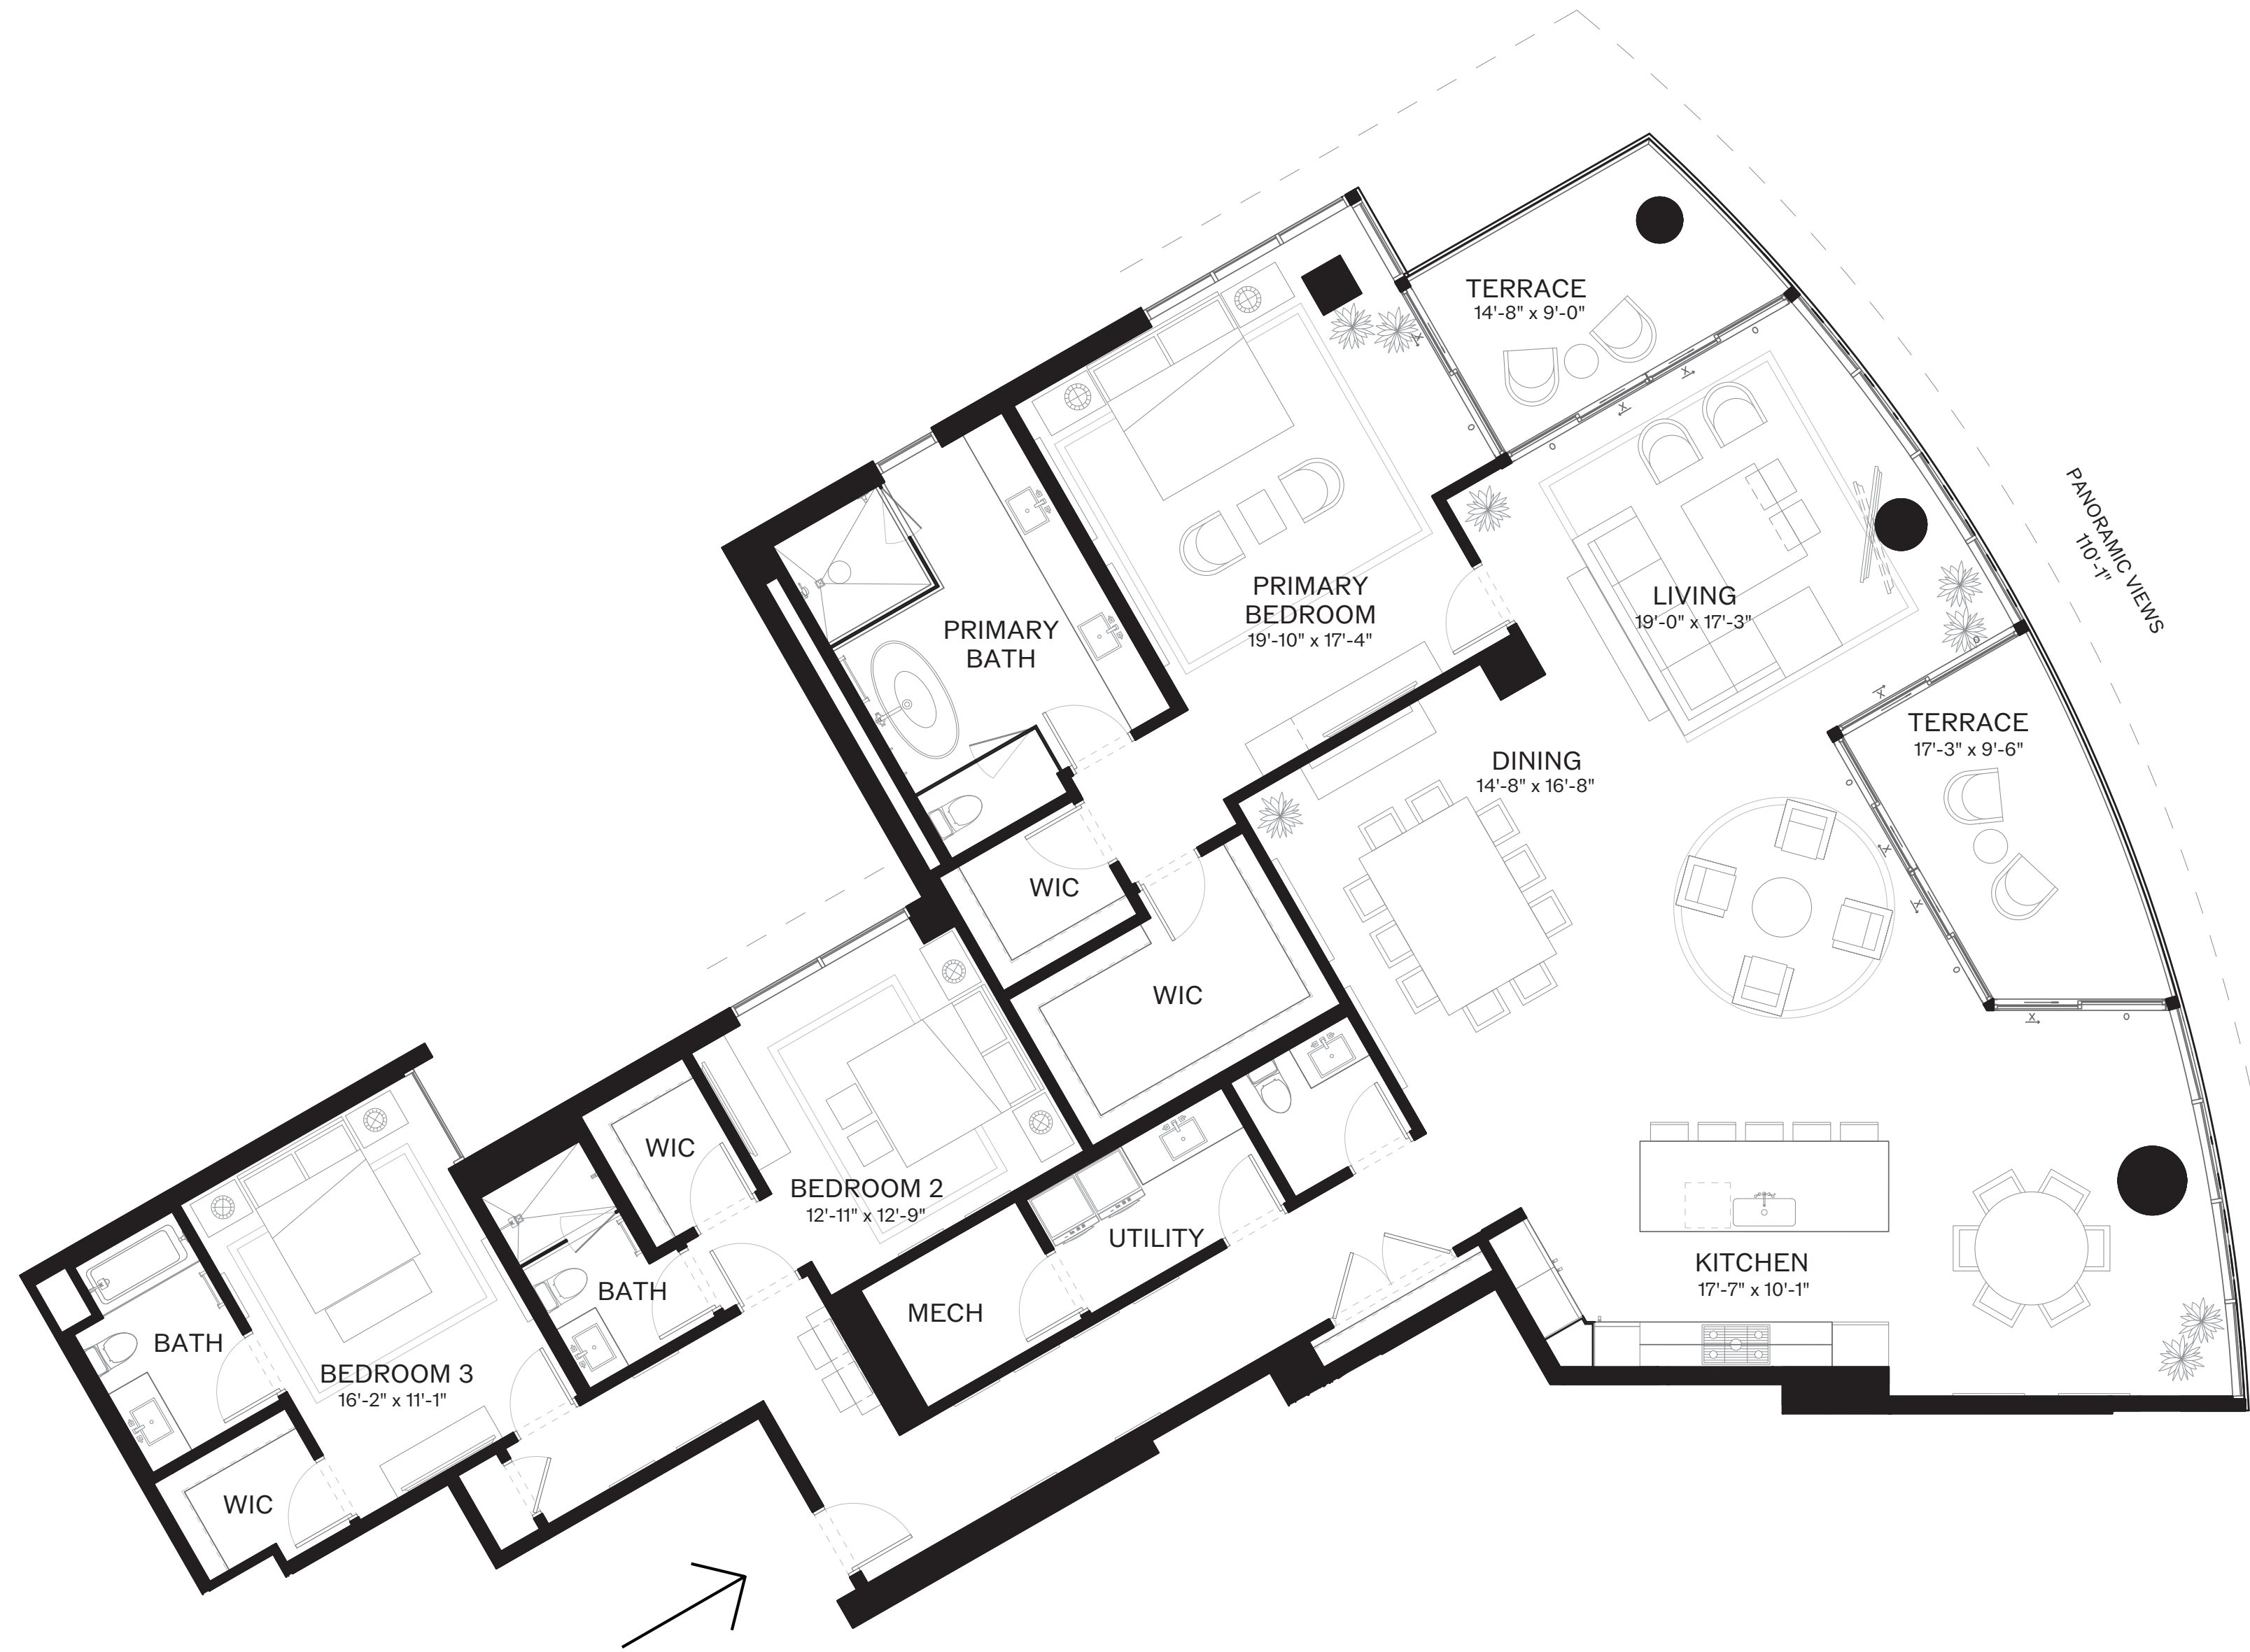 TERRACE
14'-8" x 9'-0"
PANORAMIC VIEWS
110'-1"
PRIMARY
BEDROOM
19'-10" x 17'-4"
LIVING
19'-0" x 17'-3"
PRIMARY
BATH
TERRACE
17'-3" x 9'-6"
DINING
14'-8" x 16'-8"
WIC
WIC
WIC
BEDROOM 2
12'-11" x 12'-9"
UTILITY
KITCHEN
17'-7" x 10'-1"
BATH
MECH
BATH
BEDROOM 3
16'-2" x 11'-1"
WIC
X
O
X
X
O
O
O
X
O
O
X
X
O
X
O